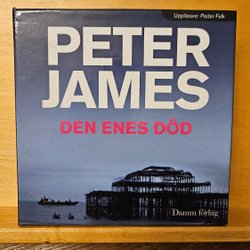 Uppläsare: Peder Falk
PETER
JAMES
DEN ENES DÖD
Damm förlag